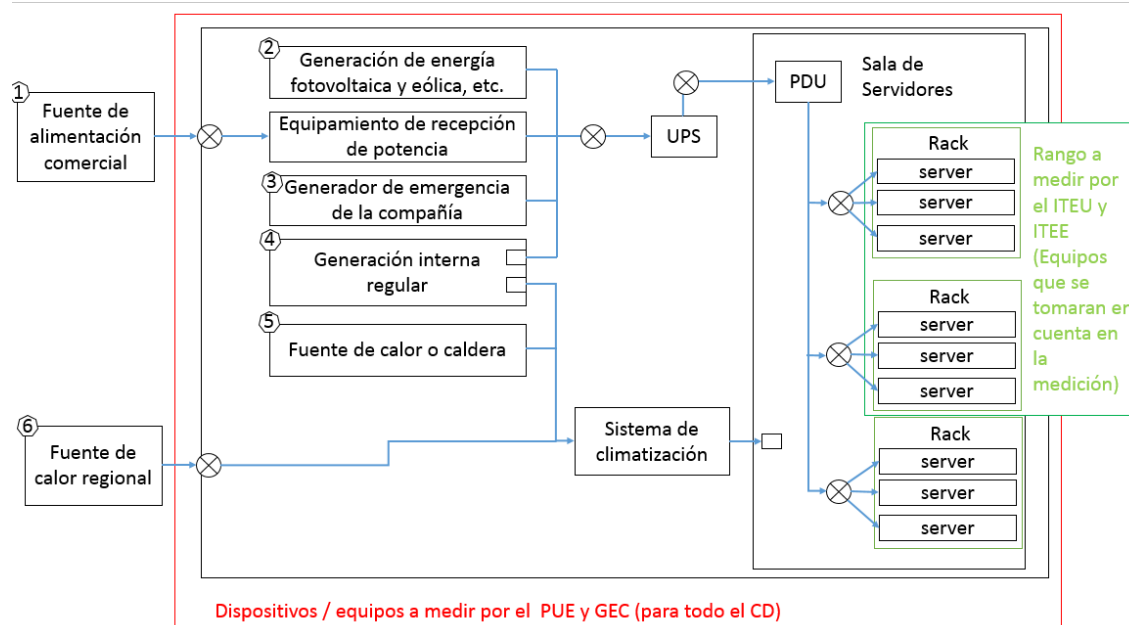 1
Fuente de
alimentación
comercial
2
Generación de energía
fotovoltaica y eólica, etc.
Equipamiento de recepción
de potencia
3
Generador de emergencia
de la compañía
4
Generación interna
regular
5
Fuente de calor o caldera
6
Fuente de
calor regional
UPS
Sistema de
climatización
PDU
Sala de
Servidores
Rack
server
server
server
Rack
server
server
server
Rack
server
server
server
Rango a
medir por
el ITEU y
ITEE
(Equipos
que se
tomaran en
cuenta en
la
medición)
Dispositivos / equipos a medir por el PUE y GEC (para todo el CD)